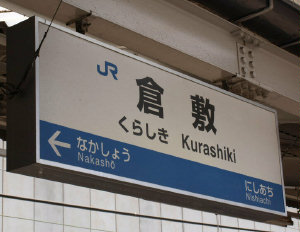 JR
倉敷
くらしき Kurashiki
← なかしょう
Nakashō
にしあち
Nishiachi